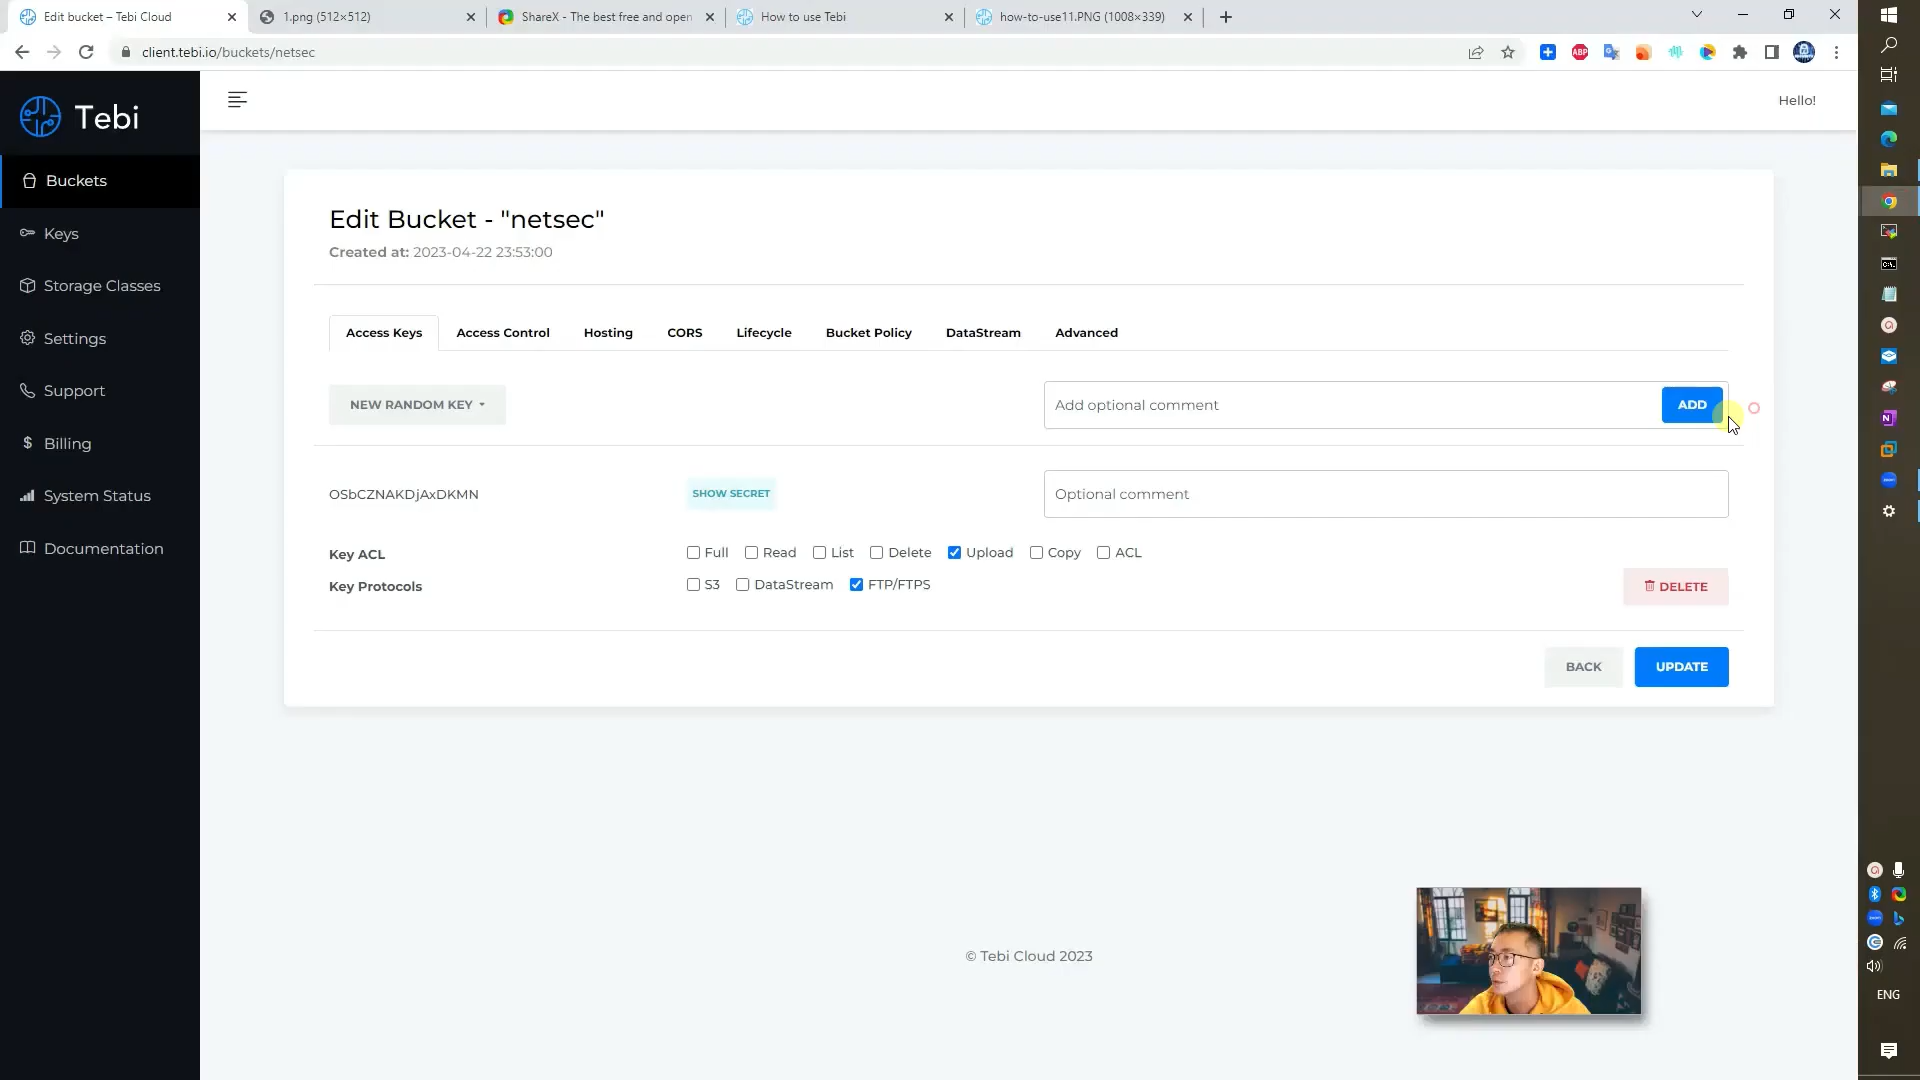 Edit bucket – Tebi Cloud
1.png (512×512)
ShareX - The best free and open
How to use Tebi
how-to-use11.PNG (1008×339)
client.tebi.io/buckets/netsec
ABP
Tebi
Hello!
Buckets
Keys
Storage Classes
Settings
Support
Billing
System Status
Documentation
Edit Bucket - "netsec"
Created at: 2023-04-22 23:53:00
Access Keys
Access Control
Hosting
CORS
Lifecycle
Bucket Policy
DataStream
Advanced
NEW RANDOM KEY
Add optional comment
ADD
OSbCZNAKDjAxDKMN
SHOW SECRET
Optional comment
Key ACL
Full
Read
List
Delete
Upload
Copy
ACL
Key Protocols
S3
DataStream
FTP/FTPS
DELETE
BACK
UPDATE
© Tebi Cloud 2023
ENG